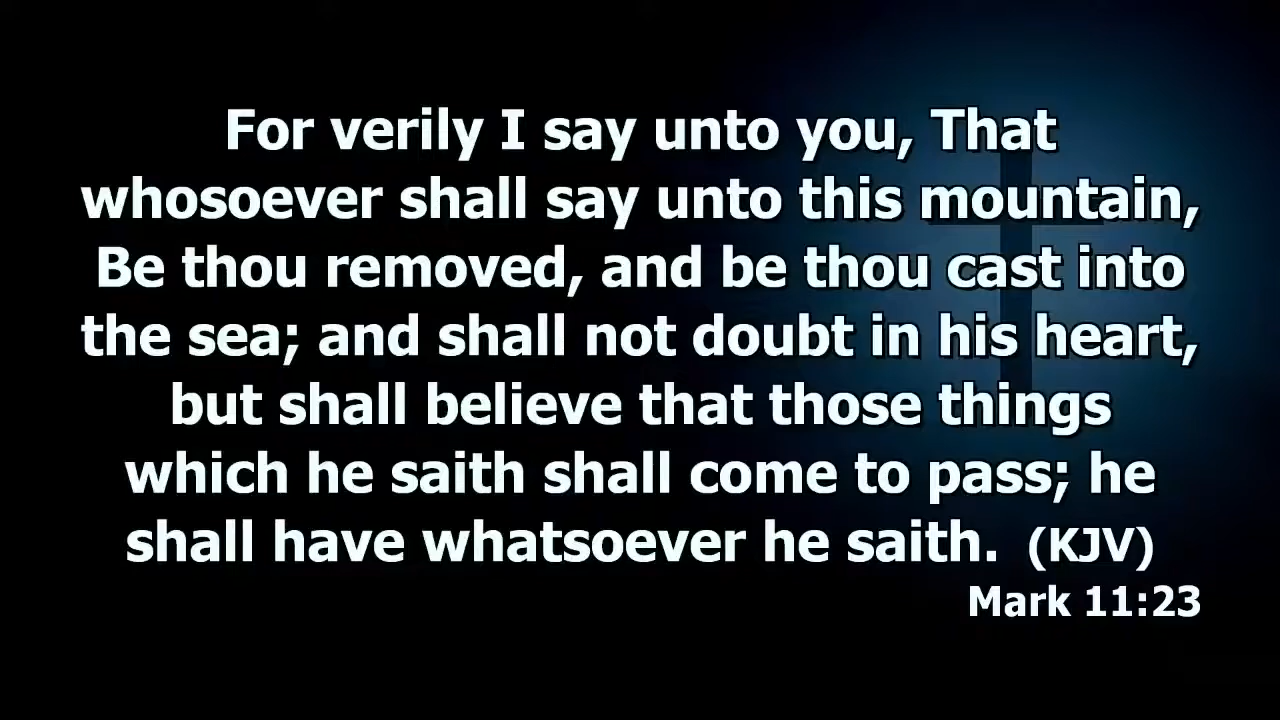 For verily I say unto you, That
whosoever shall say unto this mountain,
Be thou removed, and be thou cast into
the sea; and shall not doubt in his heart,
but shall believe that those things
which he saith shall come to pass; he
shall have whatsoever he saith. (KJV)
Mark 11:23